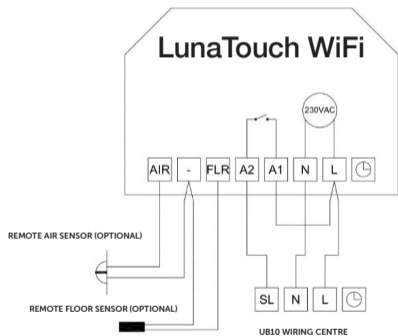 LunaTouch WiFi
230VAC
AIR - FLR A2 A1 N L
REMOTE AIR SENSOR (OPTIONAL)
REMOTE FLOOR SENSOR (OPTIONAL)
SL N L
UB10 WIRING CENTRE